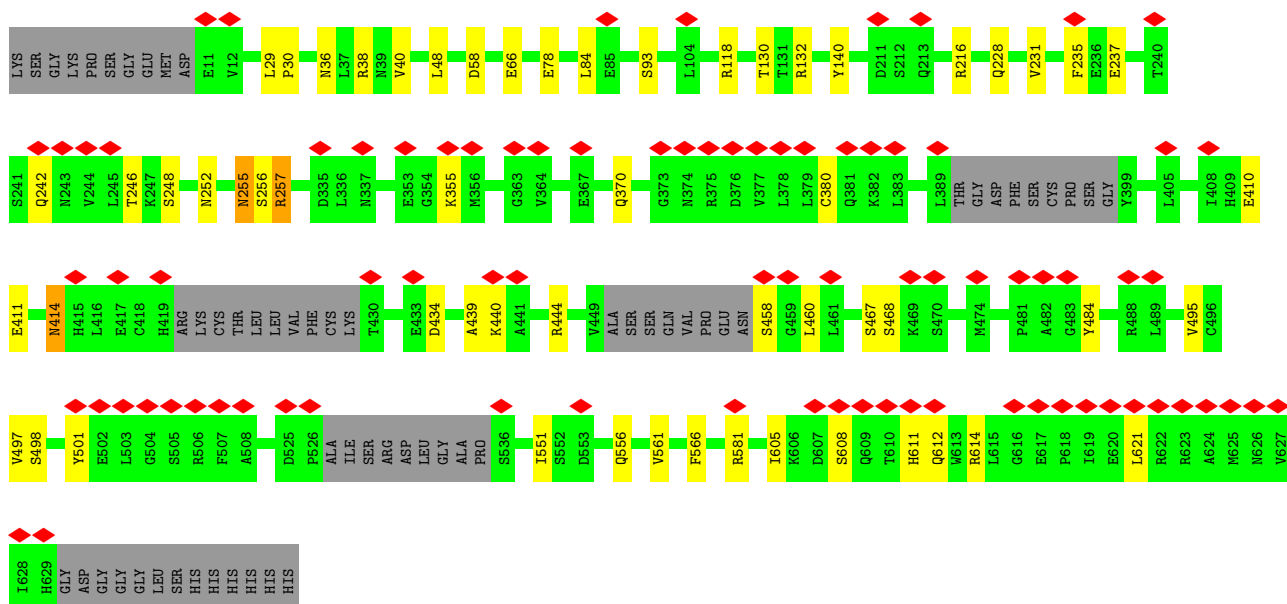 LYS SER GLY LYS PRO SER GLY GLU MET ASP E11 V12 L29 P30 N36 L37 R38 N39 V40 L48 D58 E66 E78 L84 E85 S93 L104 R118 T130 T131 R132 Y140 D211 S212 Q213 R216 Q228 V231 F235 E236 E237 T240
S241 Q242 N243 V244 L245 T246 K247 S248 N252 N255 S256 R257 D335 L336 N337 E353 G354 K355 M356 G363 V364 E367 Q370 G373 N374 R375 D376 V377 L378 L379 C380 Q381 K382 L383 L389 THR GLY ASP PHE SER CYS PRO SER GLY Y399 L405 I408 H409 E410
E411 N414 H415 L416 E417 C418 H419 ARG LYS CYS THR LEU LEU VAL PHE CYS LYS T430 E433 D434 A439 K440 A441 R444 V449 ALA SER SER GLN VAL PRO GLU ASN S458 G459 L460 L461 S467 S468 K469 S470 M474 P481 A482 G483 Y484 R488 L489 V495 C496
V497 S498 Y501 E502 L503 G504 S505 R506 F507 A508 D525 P526 ALA ILE SER ARG ASP LEU GLY ALA PRO S536 I551 S552 D553 Q556 V561 F566 R581 I605 K606 D607 S608 Q609 T610 H611 Q612 W613 R614 L615 G616 E617 P618 I619 E620 L621 R622 R623 A624 M625 N626 V627
I628 H629 GLY ASP GLY GLY GLY LEU SER HIS HIS HIS HIS HIS HIS